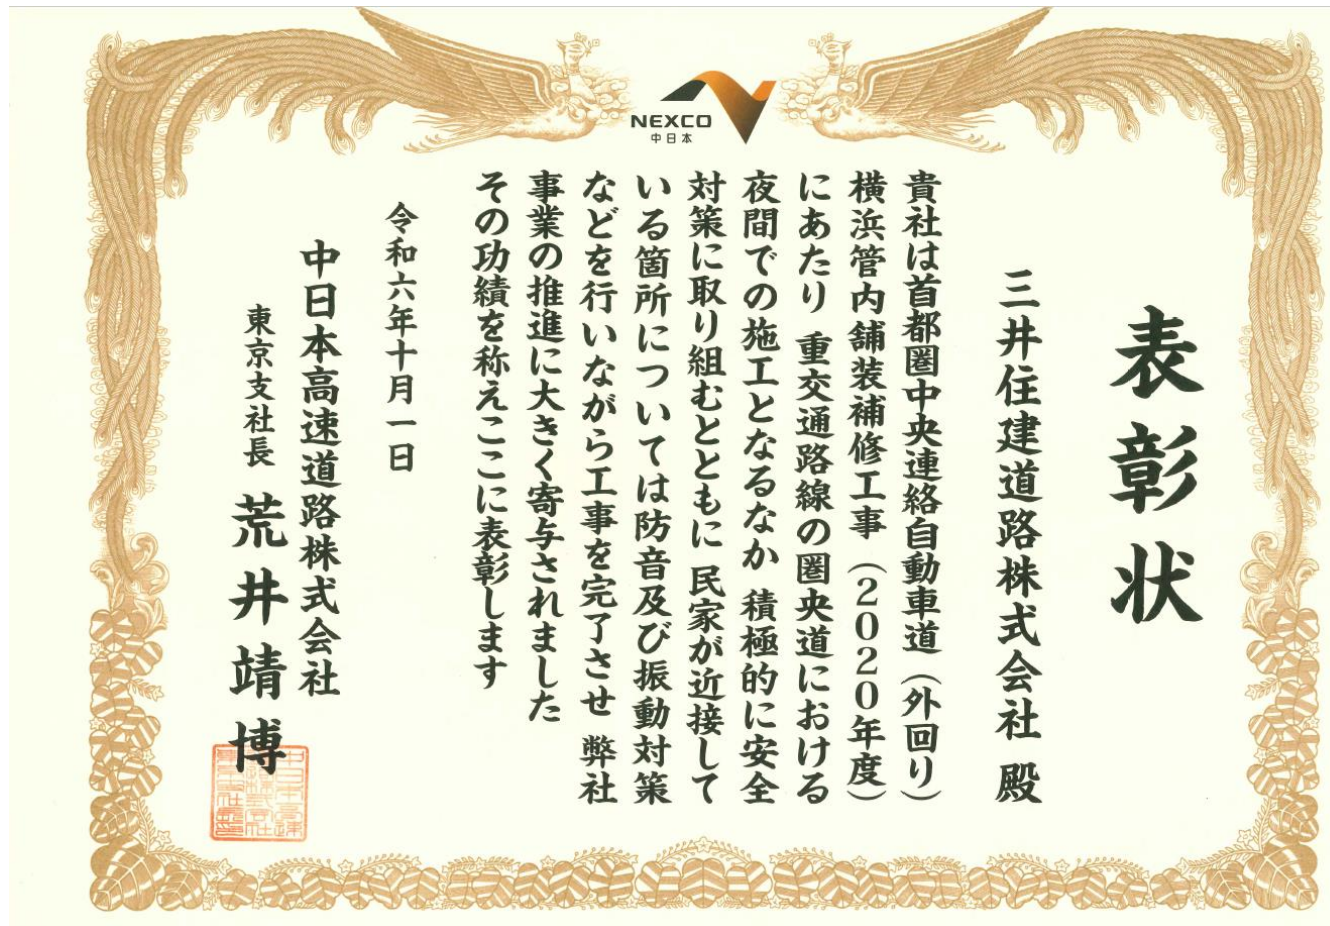 NEXCO
中日本
表彰状
三井住建道路株式会社 殿
貴社は首都圏中央連絡自動車道（外回り）
横浜管内舗装補修工事（2020年度）
にあたり 重交通路線の圏央道における
夜間での施工となるなか 積極的に安全
対策に取り組むとともに 民家が近接して
いる箇所については防音及び振動対策
などを行いながら工事を完了させ 弊社
事業の推進に大きく寄与されました
その功績を称えここに表彰します
令和六年十月一日
中日本高速道路株式会社
東京支社長 荒井靖博